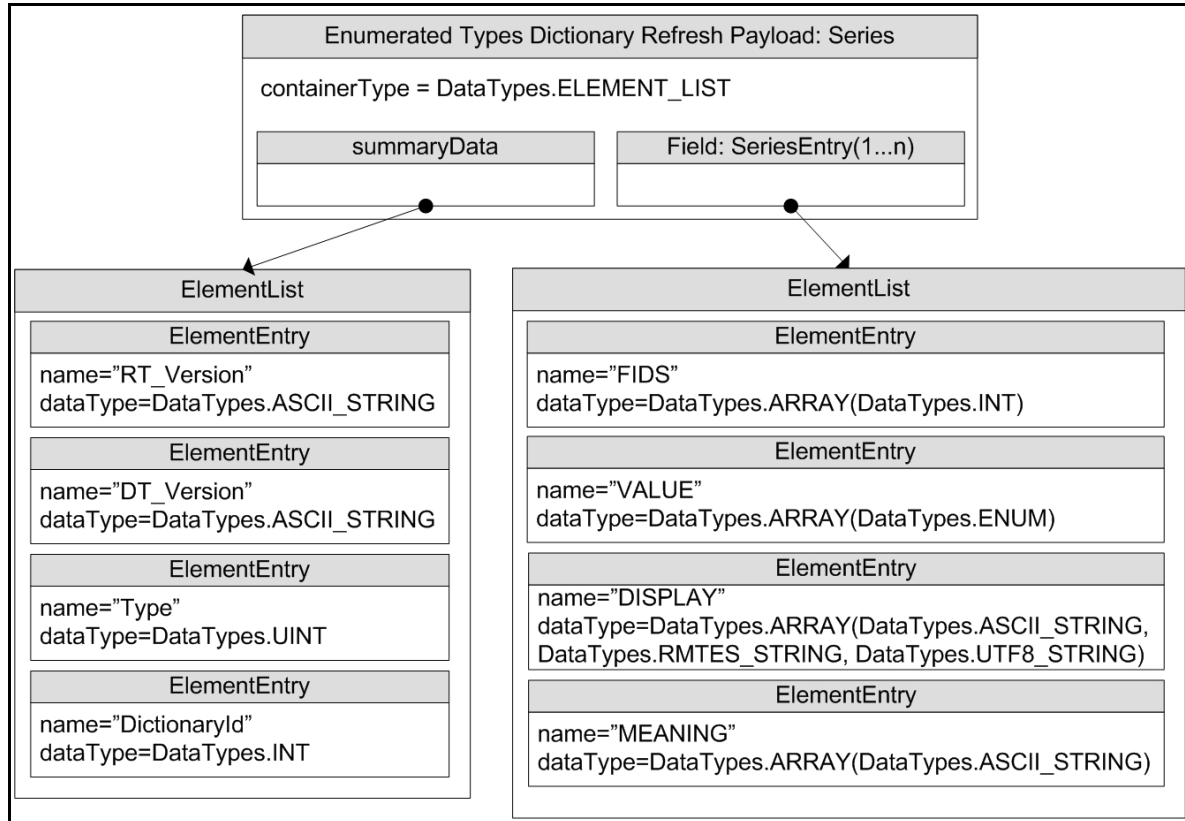 Enumerated Types Dictionary Refresh Payload: Series
containerType = DataTypes.ELEMENT_LIST
summaryData
Field: SeriesEntry(1...n)
ElementList
ElementEntry
name=”RT_Version”
dataType=DataTypes.ASCII_STRING
ElementEntry
name=”DT_Version”
dataType=DataTypes.ASCII_STRING
ElementEntry
name=”Type”
dataType=DataTypes.UINT
ElementEntry
name=”DictionaryId”
dataType=DataTypes.INT
ElementList
ElementEntry
name=”FIDS”
dataType=DataTypes.ARRAY(DataTypes.INT)
ElementEntry
name=”VALUE”
dataType=DataTypes.ARRAY(DataTypes.ENUM)
ElementEntry
name=”DISPLAY”
dataType=DataTypes.ARRAY(DataTypes.ASCII_STRING,
DataTypes.RMTES_STRING, DataTypes.UTF8_STRING)
ElementEntry
name=”MEANING”
dataType=DataTypes.ARRAY(DataTypes.ASCII_STRING)